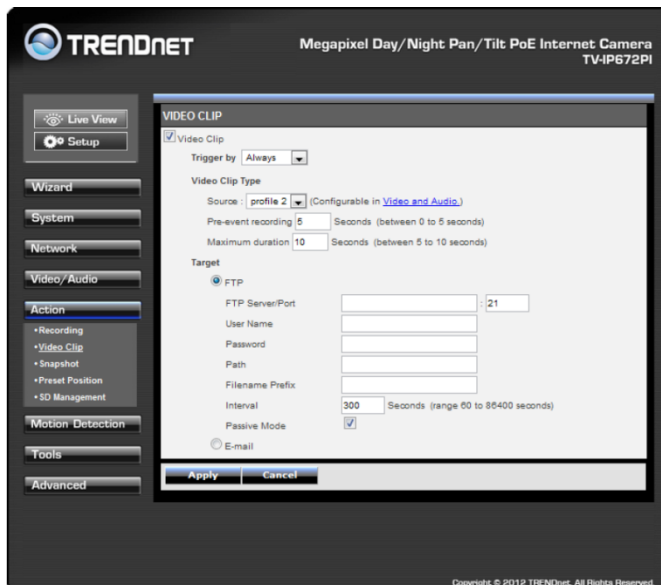 TRENDNET
Megapixel Day/Night Pan/Tilt PoE Internet Camera
TV-IP672PI
Live View
Setup
Wizard
System
Network
Video/Audio
Action
•Recording
•Video Clip
•Snapshot
•Preset Position
•SD Management
Motion Detection
Tools
Advanced
VIDEO CLIP
Video Clip
Trigger by Always
Video Clip Type
Source : profile 2 (Configurable in Video and Audio.)
Pre-event recording 5 Seconds (between 0 to 5 seconds)
Maximum duration 10 Seconds (between 5 to 10 seconds)
Target
FTP
FTP Server/Port : 21
User Name
Password
Path
Filename Prefix
Interval 300 Seconds (range 60 to 86400 seconds)
Passive Mode
E-mail
Apply Cancel
Copyright © 2012 TRENDnet. All Rights Reserved